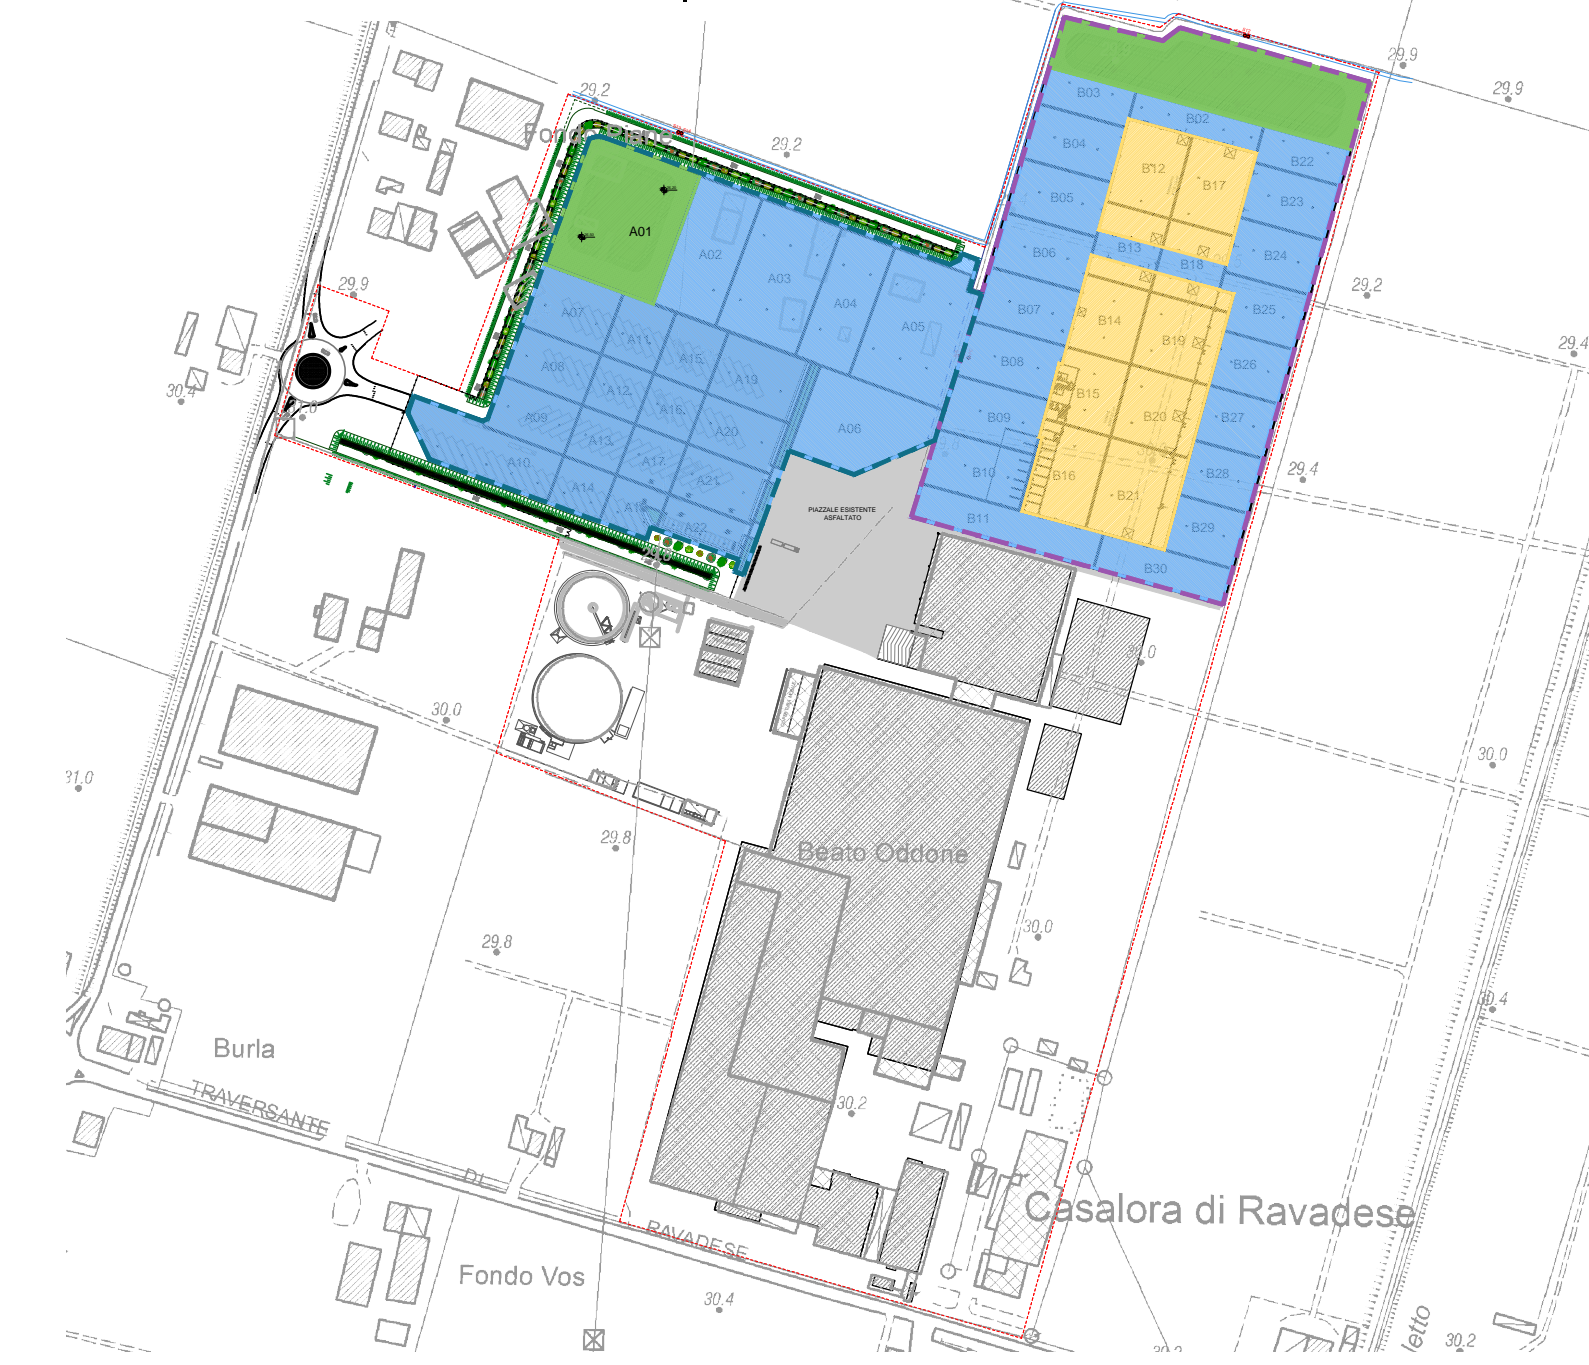 29.9
29.9
29.2
Fondo Piane
29.2
B03
B02
B04
B22
B12
B17
B05
B23
A01
B06
B13
B24
A02
B18
A03
29.9
29.2
A04
B07
B25
A07
B14
A05
A11
B19
29.4
A15
B08
B26
A08
A19
30.4
A12
B15
A16
A09
B09
B20
B27
A06
A20
A13
A10
A17
29.4
B10
B16
B28
A21
A14
B21
A18
PIAZZALE ESISTENTE
ASFALTATO
B11
A22
B29
B30
30.0
30.0
31.0
29.8
Beato Oddone
30.0
29.8
30.4
Burla
TRAVERSANTE
30.2
DI
Casalora di Ravadese
RAVADESE
Fondo Vos
30.4
30.2
letto
30.2